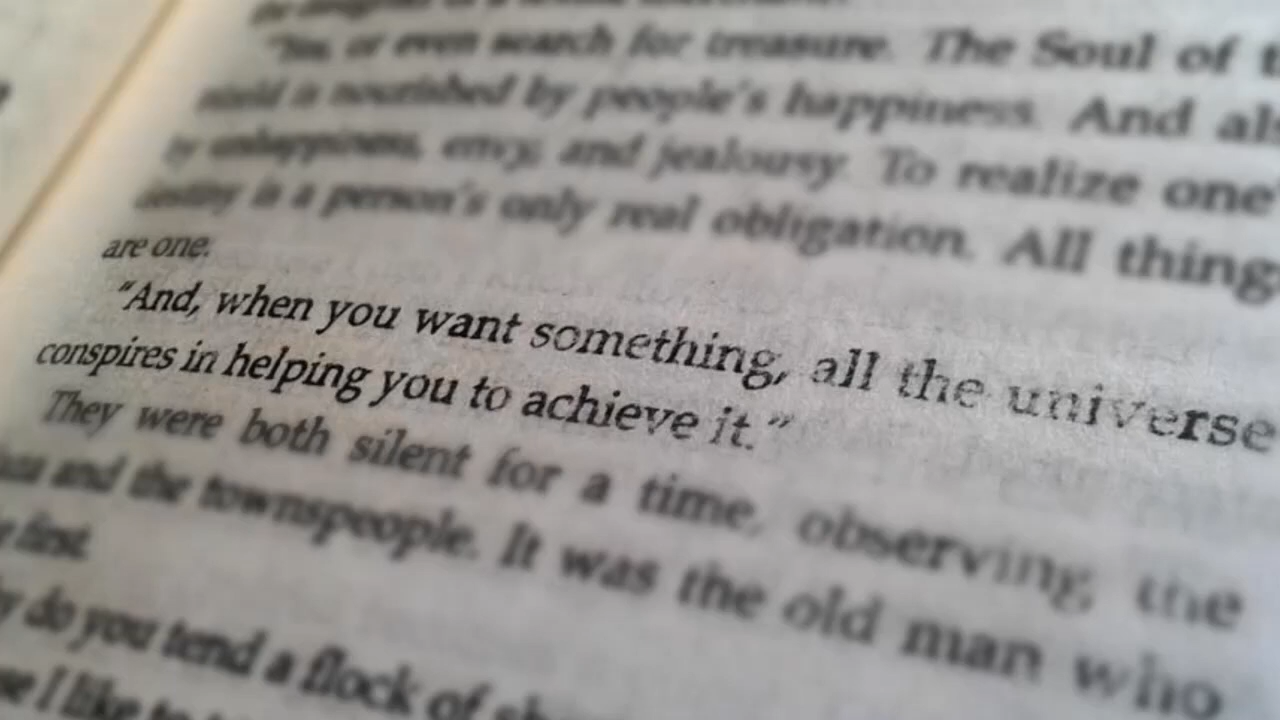 or even search for treasure. The Soul of
is nourished by people's happiness. And
by unhappiness, envy, and jealousy. To realize one'
destiny is a person's only real obligation. All thing
are one.
"And, when you want something, all the universe
conspires in helping you to achieve it."
They were both silent for a time, observing the
and the townspeople. It was the old man who
first.
do you tend a flock of
I like to